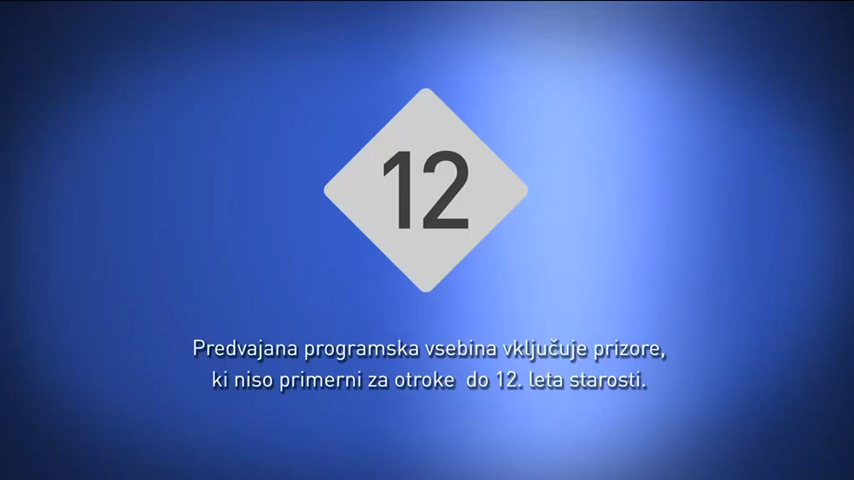 12
Predvajana programska vsebina vključuje prizore,
ki niso primerni za otroke  do 12. leta starosti.